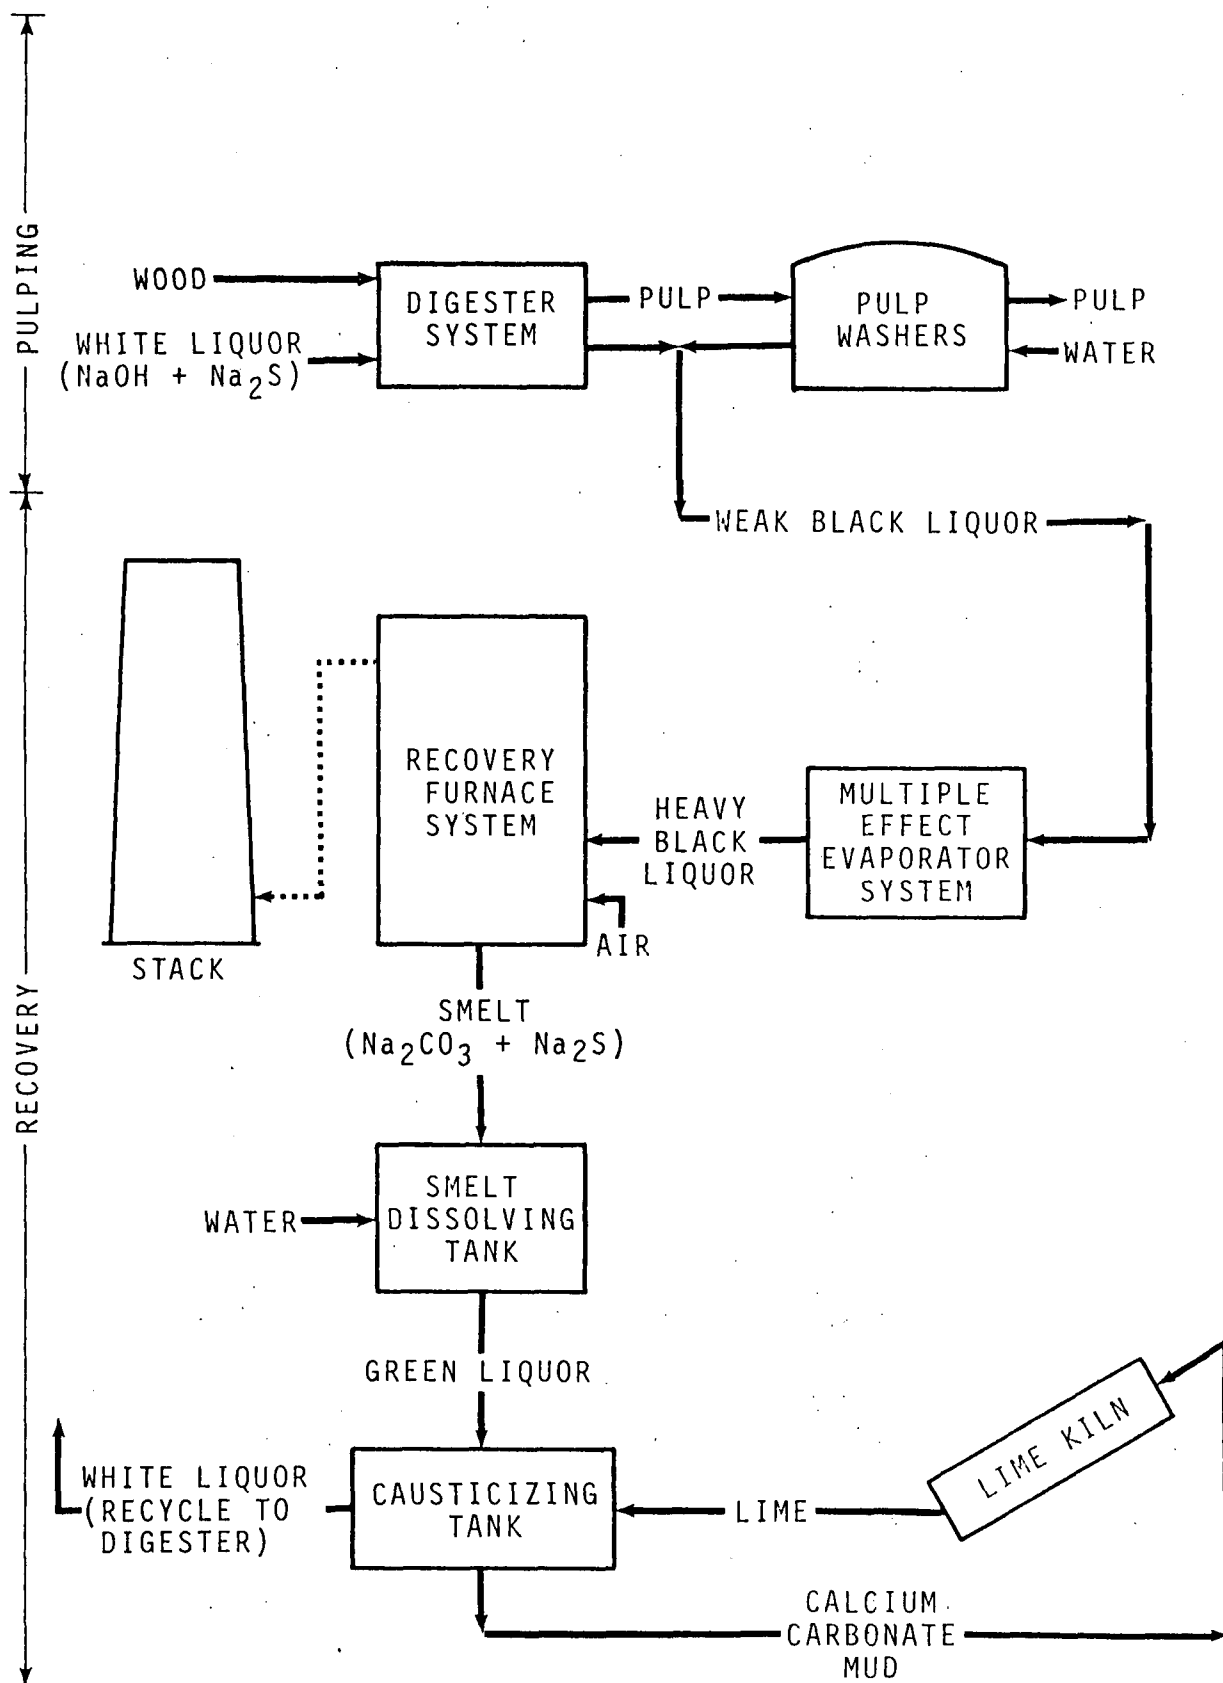 PULPING
WOOD
WHITE LIQUOR
(NaOH + Na₂S)
DIGESTER
SYSTEM
PULP
PULP
WASHERS
PULP
WATER
WEAK BLACK LIQUOR
RECOVERY
STACK
RECOVERY
FURNACE
SYSTEM
HEAVY
BLACK
LIQUOR
MULTIPLE
EFFECT
EVAPORATOR
SYSTEM
AIR
SMELT
(Na₂CO₃ + Na₂S)
WATER
SMELT
DISSOLVING
TANK
GREEN LIQUOR
WHITE LIQUOR
(RECYCLE TO
DIGESTER)
CAUSTICIZING
TANK
LIME
LIME KILN
CALCIUM
CARBONATE
MUD